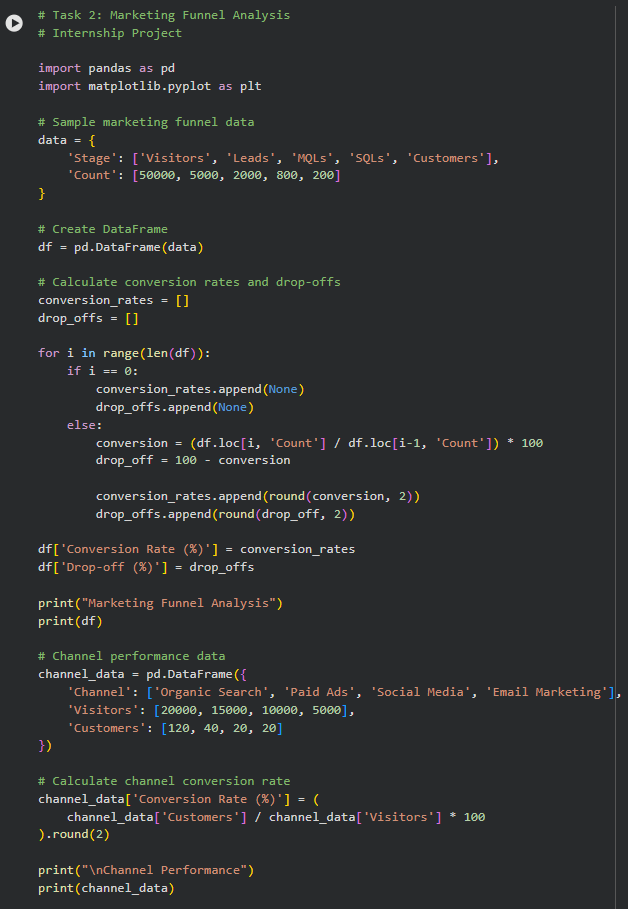 # Task 2: Marketing Funnel Analysis
# Internship Project

import pandas as pd
import matplotlib.pyplot as plt

# Sample marketing funnel data
data = {
    'Stage': ['Visitors', 'Leads', 'MQLs', 'SQLs', 'Customers'],
    'Count': [50000, 5000, 2000, 800, 200]
}

# Create DataFrame
df = pd.DataFrame(data)

# Calculate conversion rates and drop-offs
conversion_rates = []
drop_offs = []

for i in range(len(df)):
    if i == 0:
        conversion_rates.append(None)
        drop_offs.append(None)
    else:
        conversion = (df.loc[i, 'Count'] / df.loc[i-1, 'Count']) * 100
        drop_off = 100 - conversion

        conversion_rates.append(round(conversion, 2))
        drop_offs.append(round(drop_off, 2))

df['Conversion Rate (%)'] = conversion_rates
df['Drop-off (%)'] = drop_offs

print("Marketing Funnel Analysis")
print(df)

# Channel performance data
channel_data = pd.DataFrame({
    'Channel': ['Organic Search', 'Paid Ads', 'Social Media', 'Email Marketing'],
    'Visitors': [20000, 15000, 10000, 5000],
    'Customers': [120, 40, 20, 20]
})

# Calculate channel conversion rate
channel_data['Conversion Rate (%)'] = (
    channel_data['Customers'] / channel_data['Visitors'] * 100
).round(2)

print("\nChannel Performance")
print(channel_data)